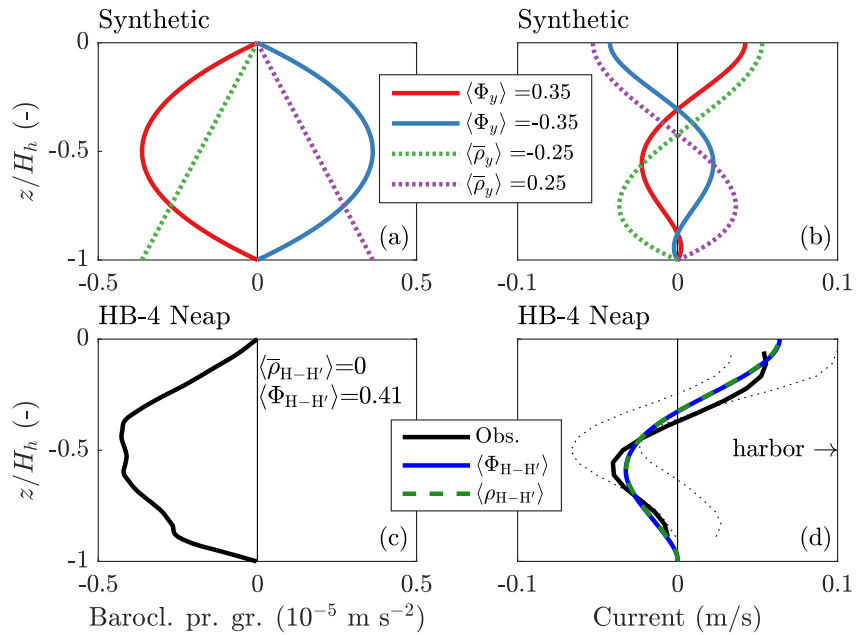 Synthetic
Synthetic
0
-0.5
-1
z/H_h (-)
-0.5 0 0.5
(a)
⟨Φ_y⟩ =0.35
⟨Φ_y⟩ =-0.35
⟨ρ̅_y⟩ =-0.25
⟨ρ̅_y⟩ =0.25
(b)
-0.1 0 0.1
HB-4 Neap
HB-4 Neap
0
-0.5
-1
z/H_h (-)
⟨ρ̅_H−H′⟩=0
⟨Φ_H−H′⟩=0.41
(c)
-0.5 0 0.5
Barocl. pr. gr. (10⁻⁵ m s⁻²)
Obs.
⟨Φ_H−H′⟩
⟨ρ_H−H′⟩
harbor→
(d)
-0.1 0 0.1
Current (m/s)